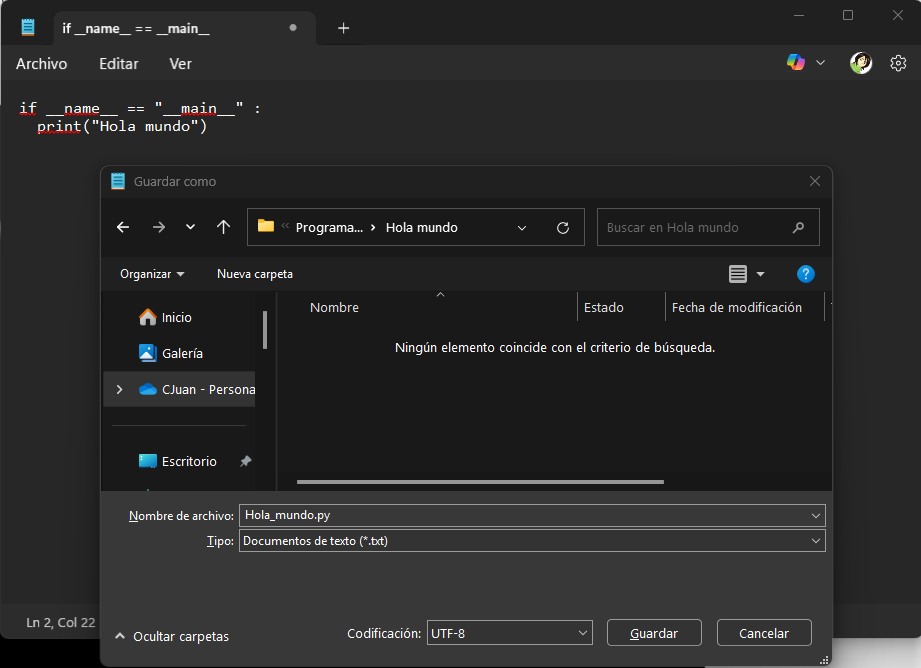 if __name__ == __main__
Archivo Editar Ver
if __name__ == "__main__" :
print("Hola mundo")
Guardar como
« Programa... › Hola mundo
Buscar en Hola mundo
Organizar Nueva carpeta
Nombre Estado Fecha de modificación
Ningún elemento coincide con el criterio de búsqueda.
Inicio
Galería
CJuan - Persona
Escritorio
Nombre de archivo: Hola_mundo.py
Tipo: Documentos de texto (*.txt)
Ln 2, Col 22
Ocultar carpetas Codificación: UTF-8 Guardar Cancelar